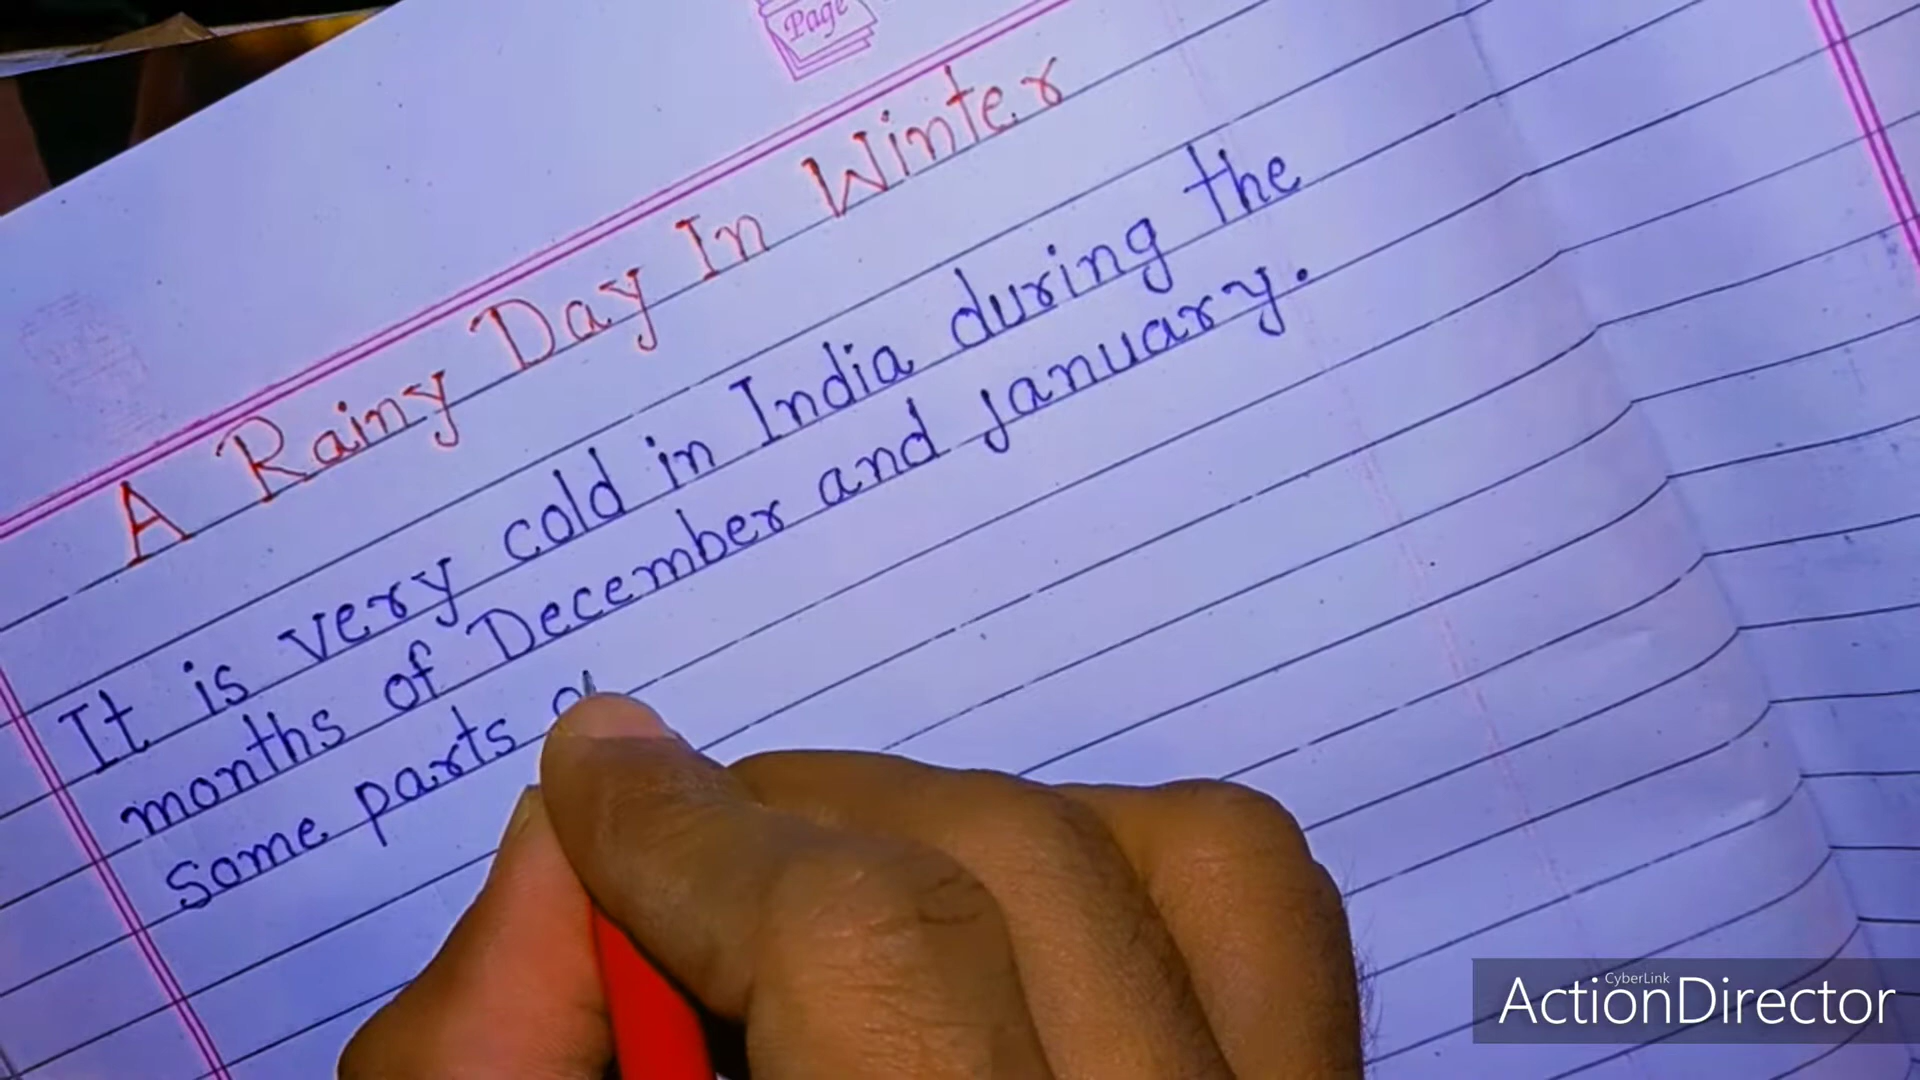 Page
A Rainy Day In Winter
It is very cold in India during the
months of December and january.
Some parts
CyberLink
ActionDirector